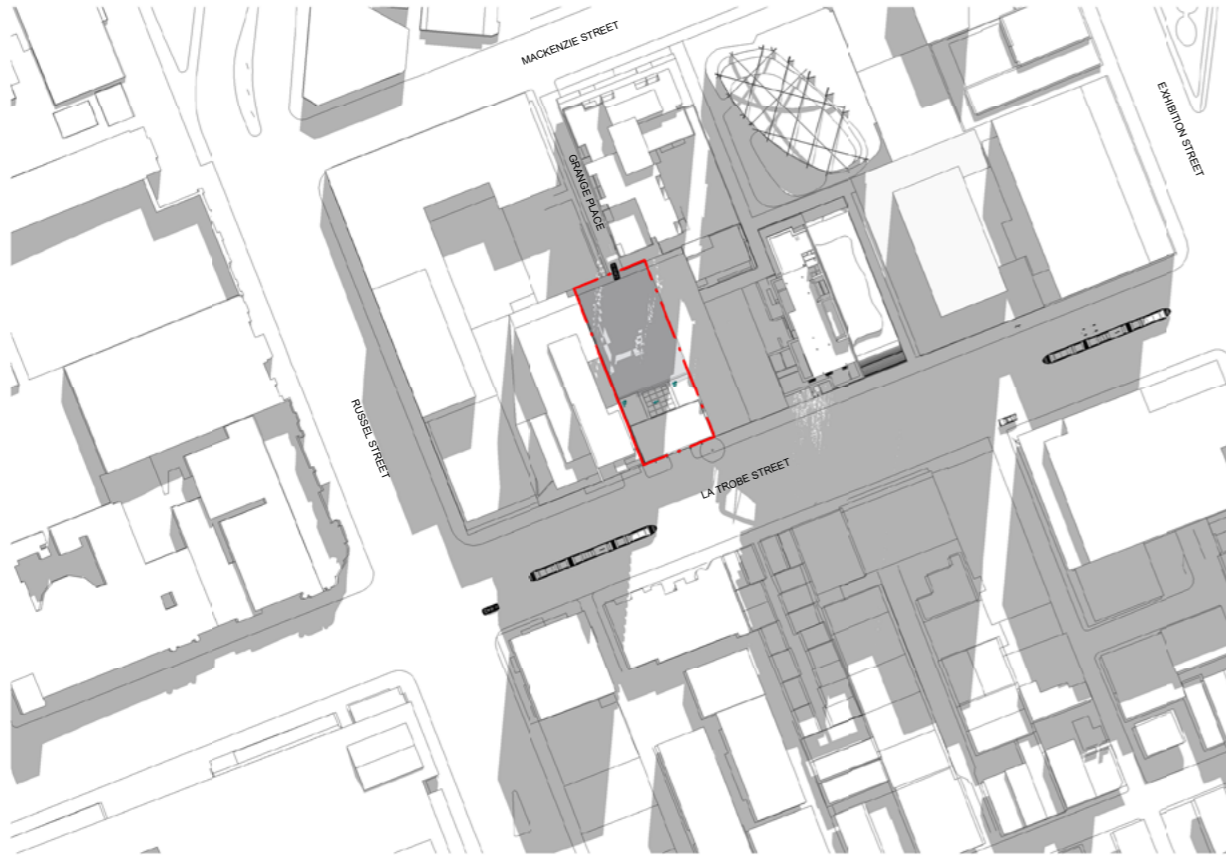 MACKENZIE STREET
EXHIBITION STREET
GRANGE PLACE
RUSSEL STREET
LA TROBE STREET